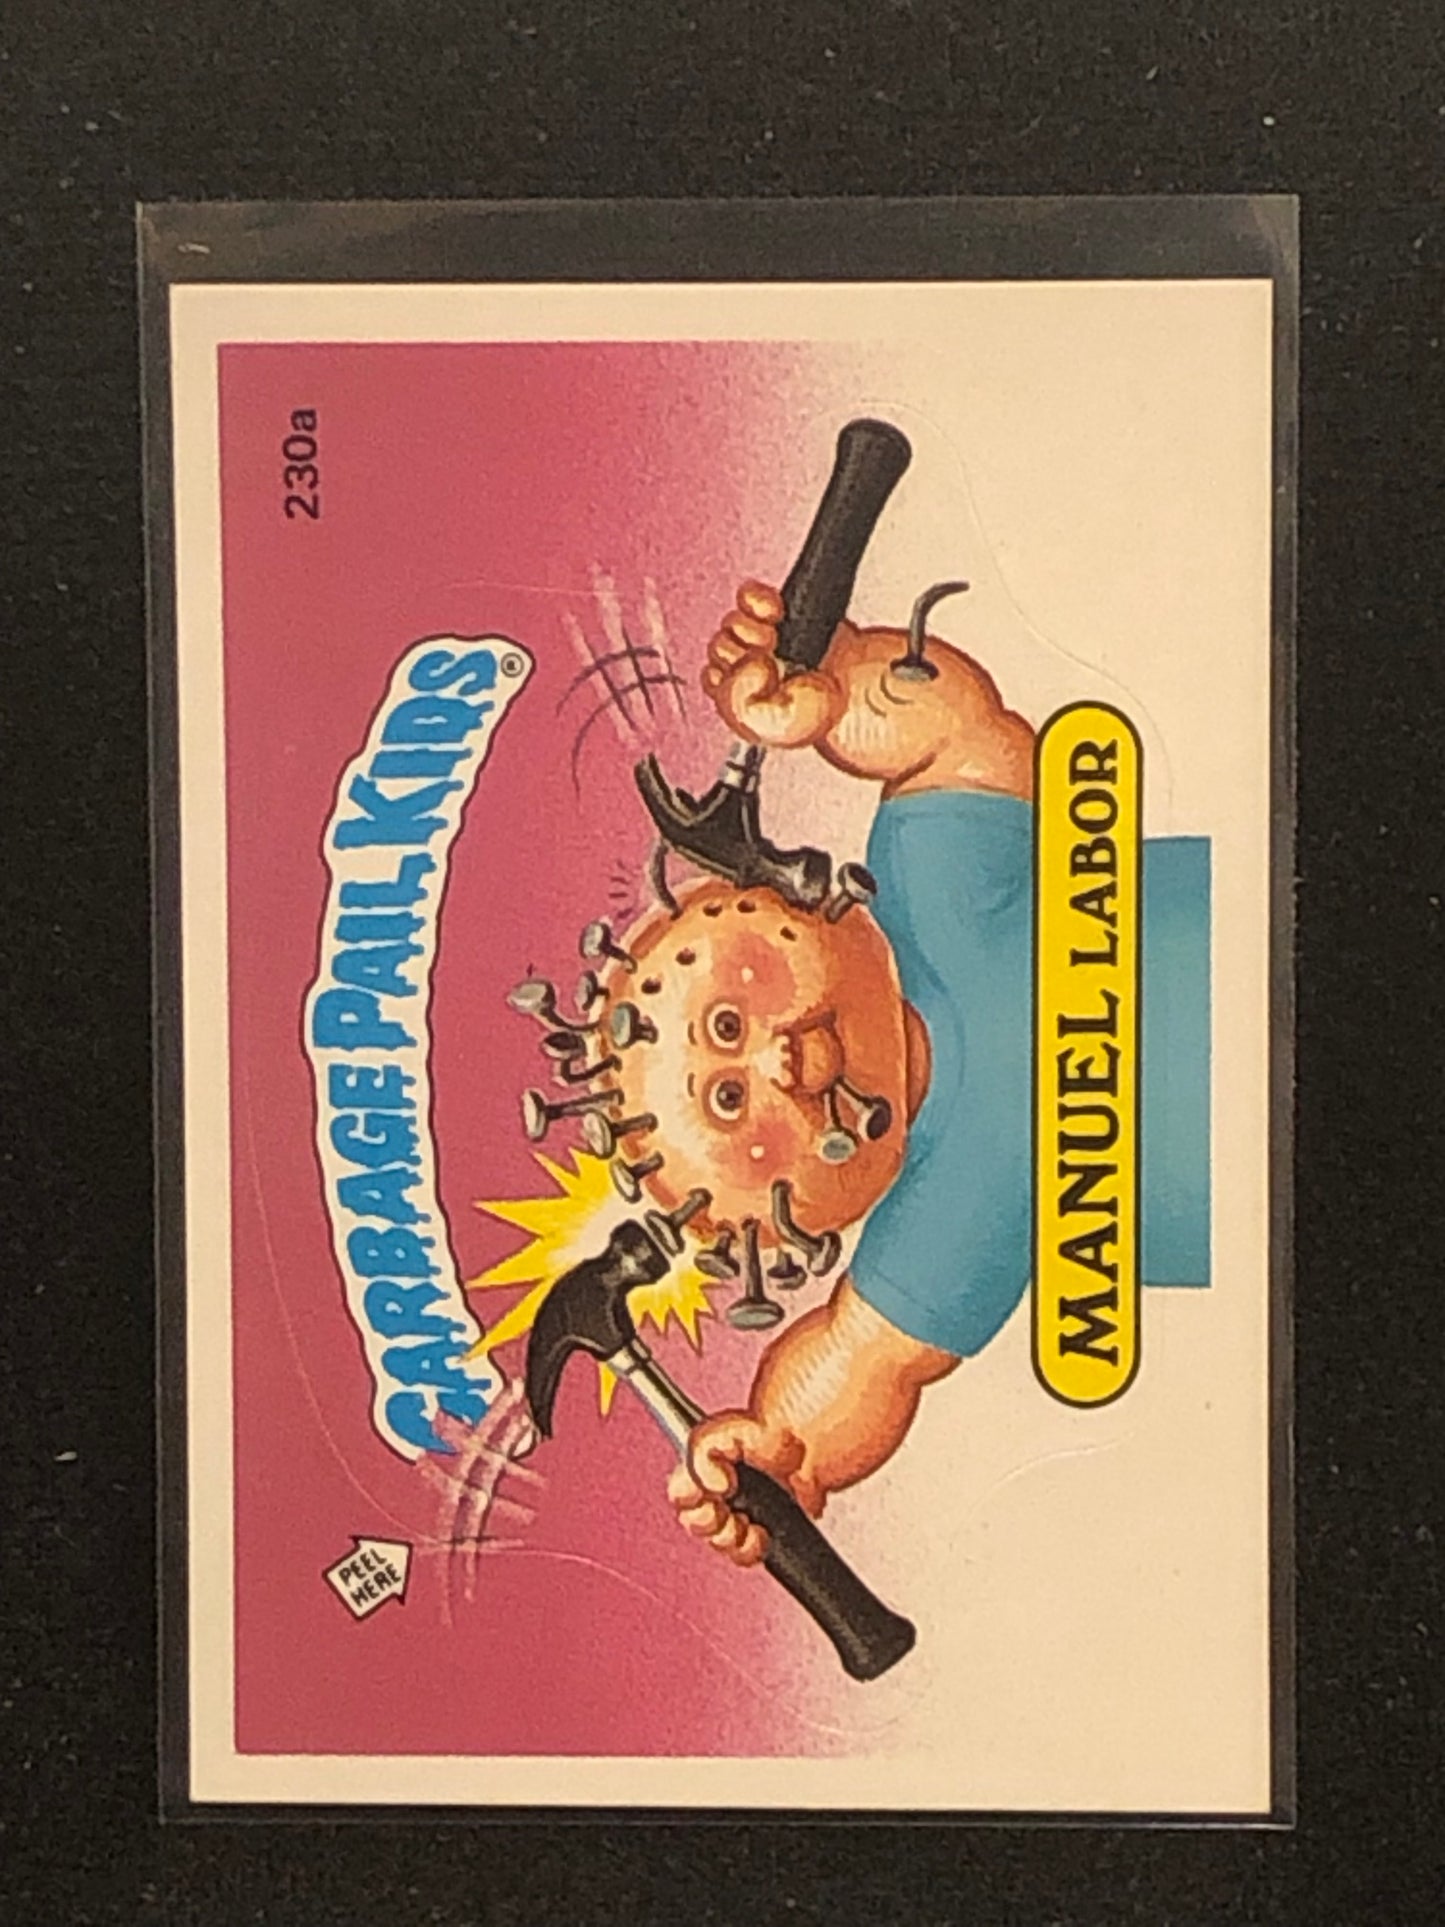 230a
GARBAGE PAIL KIDS®
PEEL
HERE
MANUEL LABOR